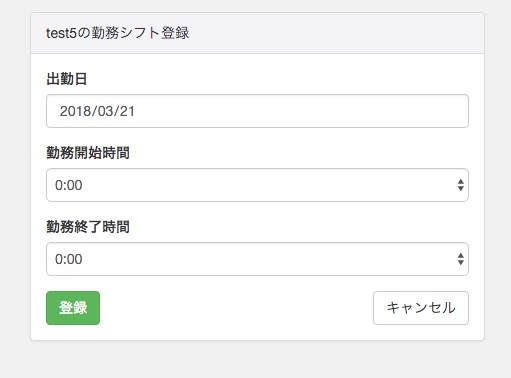 test5の勤務シフト登録
出勤日
2018/03/21
勤務開始時間
0:00
勤務終了時間
0:00
登録
キャンセル